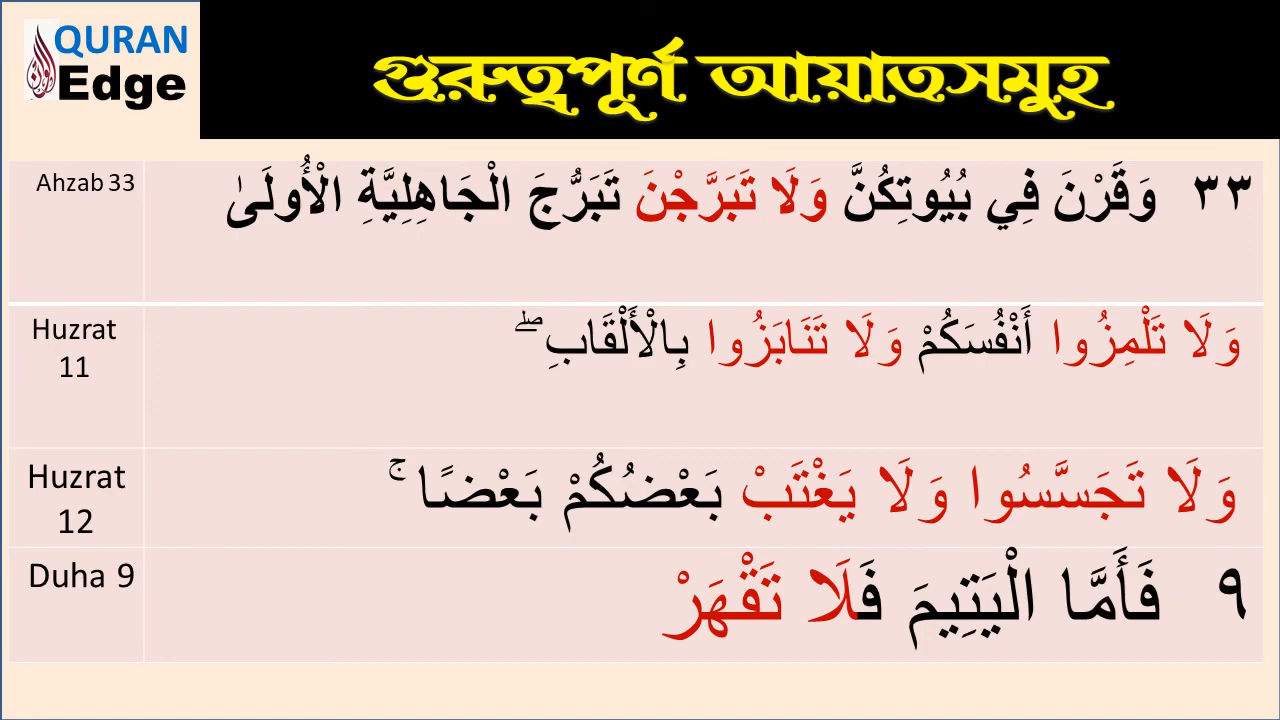 QURAN
Edge
গুরুত্বপূর্ণ আয়াতসমুহ
Ahzab 33
٣٣ وَقَرْنَ فِي بُيُوتِكُنَّ وَلَا تَبَرَّجْنَ تَبَرُّجَ الْجَاهِلِيَّةِ الْأُولَىٰ
Huzrat
11
وَلَا تَلْمِزُوا أَنْفُسَكُمْ وَلَا تَنَابَزُوا بِالْأَلْقَابِ ۖ
Huzrat
12
وَلَا تَجَسَّسُوا وَلَا يَغْتَبْ بَعْضُكُمْ بَعْضًا ۚ
Duha 9
٩ فَأَمَّا الْيَتِيمَ فَلَا تَقْهَرْ